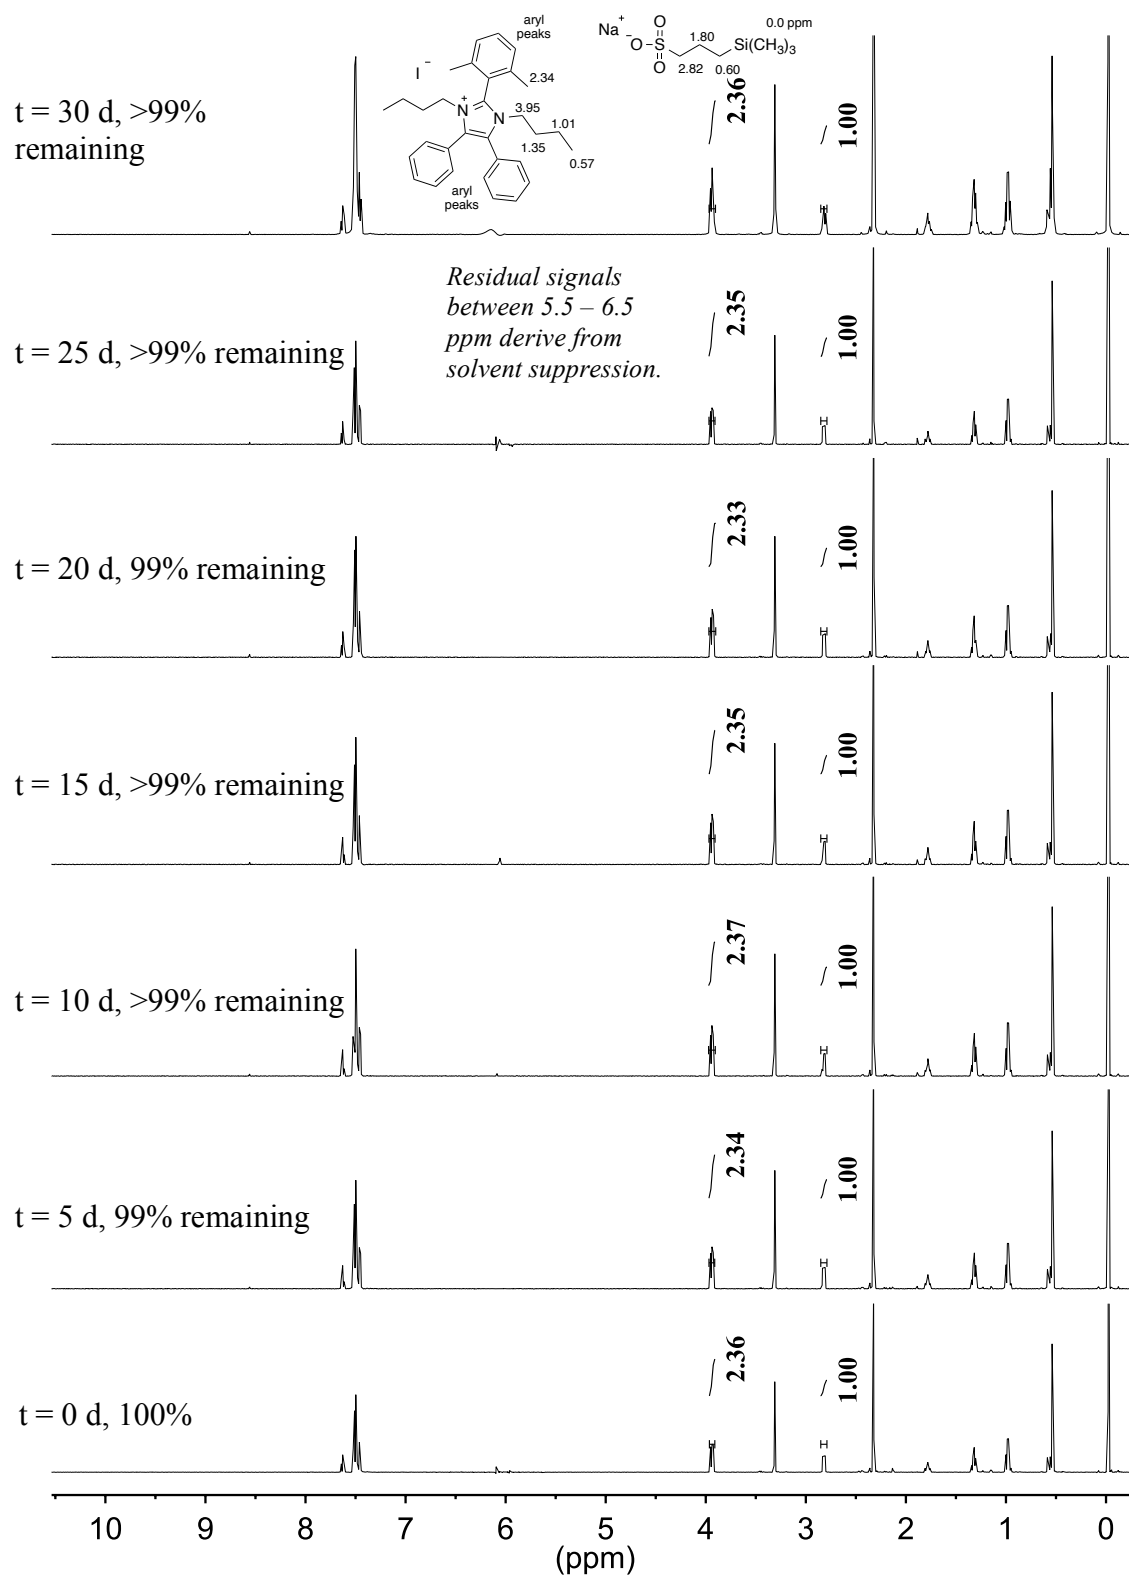 aryl
peaks
I⁻
2.34
N⁺
N
3.95
1.01
1.35
0.57
aryl
peaks
Na⁺
⁻O
S
O
O
1.80
2.82
0.60
0.0 ppm
Si(CH₃)₃
t = 30 d, >99%
remaining
2.36
1.00
Residual signals
between 5.5 – 6.5
ppm derive from
solvent suppression.
t = 25 d, >99% remaining
2.35
1.00
t = 20 d, 99% remaining
2.33
1.00
t = 15 d, >99% remaining
2.35
1.00
t = 10 d, >99% remaining
2.37
1.00
t = 5 d, 99% remaining
2.34
1.00
t = 0 d, 100%
2.36
1.00
10 9 8 7 6 5 4 3 2 1 0
(ppm)